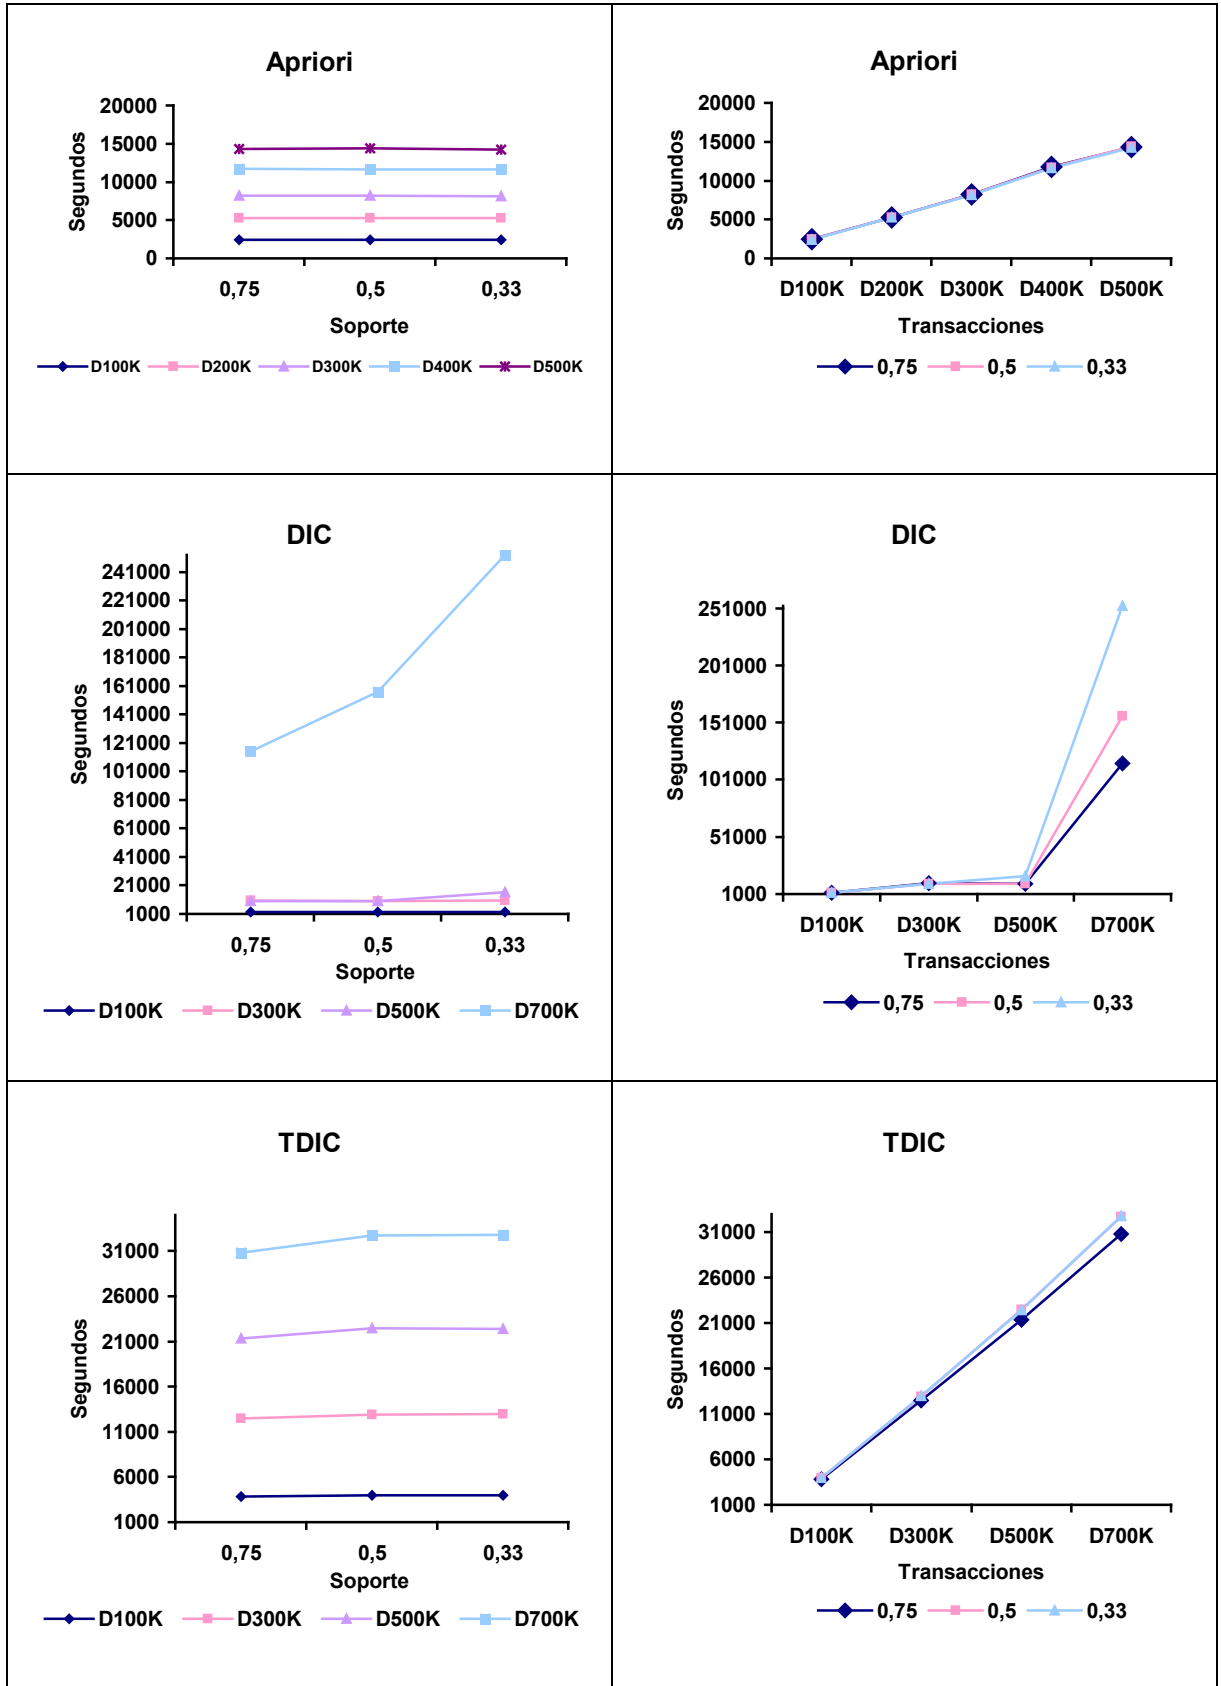 Apriori
20000
15000
10000
5000
0
Segundos
0,75 0,5 0,33
Soporte
D100K D200K D300K D400K D500K
Apriori
20000
15000
10000
5000
0
Segundos
D100K D200K D300K D400K D500K
Transacciones
0,75 0,5 0,33
DIC
241000
221000
201000
181000
161000
141000
121000
101000
81000
61000
41000
21000
1000
Segundos
0,75 0,5 0,33
Soporte
D100K D300K D500K D700K
DIC
251000
201000
151000
101000
51000
1000
Segundos
D100K D300K D500K D700K
Transacciones
0,75 0,5 0,33
TDIC
31000
26000
21000
16000
11000
6000
1000
Segundos
0,75 0,5 0,33
Soporte
D100K D300K D500K D700K
TDIC
31000
26000
21000
16000
11000
6000
1000
Segundos
D100K D300K D500K D700K
Transacciones
0,75 0,5 0,33